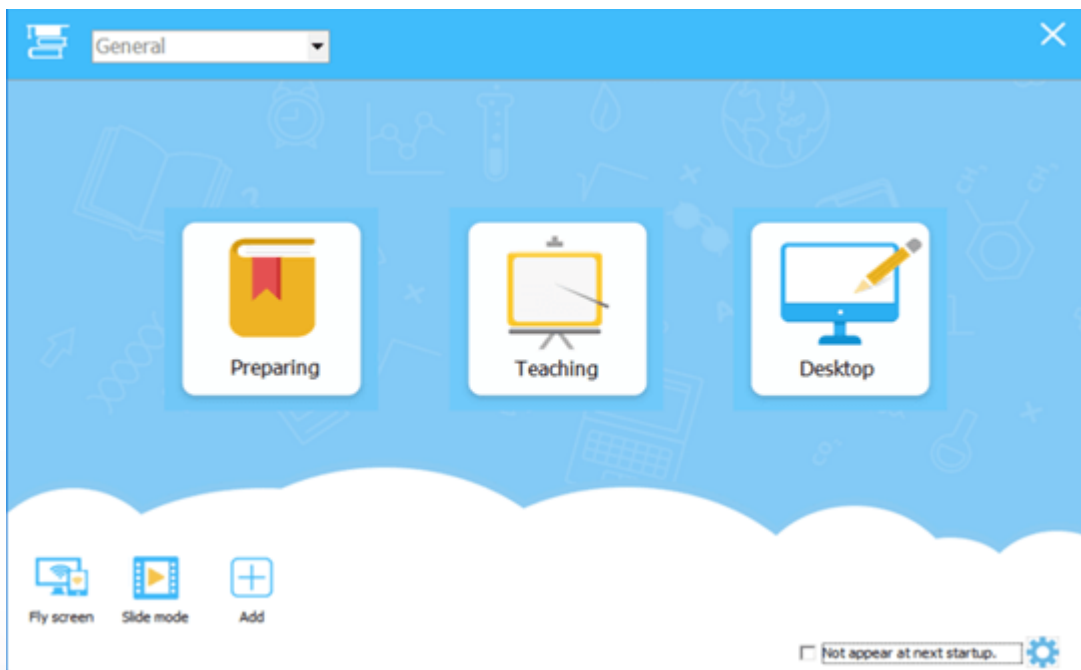 General
Preparing
Teaching
Desktop
Fly screen
Slide mode
Add
Not appear at next startup.